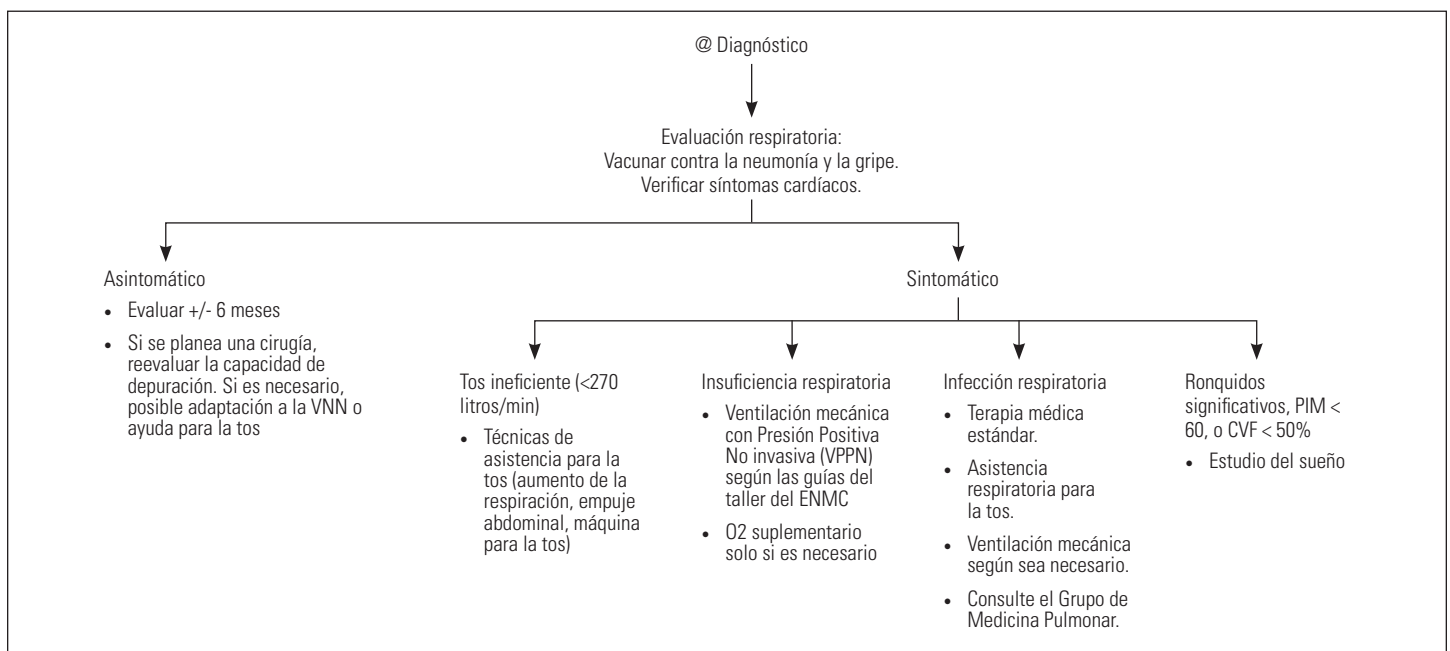 @ Diagnóstico
Evaluación respiratoria:
Vacunar contra la neumonía y la gripe.
Verificar síntomas cardíacos.
Asintomático
• Evaluar +/- 6 meses
• Si se planea una cirugía,
reevaluar la capacidad de
depuración. Si es necesario,
posible adaptación a la VNN o
ayuda para la tos
Sintomático
Tos ineficiente (<270
litros/min)
• Técnicas de
asistencia para la
tos (aumento de la
respiración, empuje
abdominal, máquina
para la tos)
Insuficiencia respiratoria
• Ventilación mecánica
con Presión Positiva
No invasiva (VPPN)
según las guías del
taller del ENMC
• O2 suplementario
solo si es necesario
Infección respiratoria
• Terapia médica
estándar.
• Asistencia
respiratoria para
la tos.
• Ventilación mecánica
según sea necesario.
• Consulte el Grupo de
Medicina Pulmonar.
Ronquidos
significativos, PIM <
60, o CVF < 50%
• Estudio del sueño